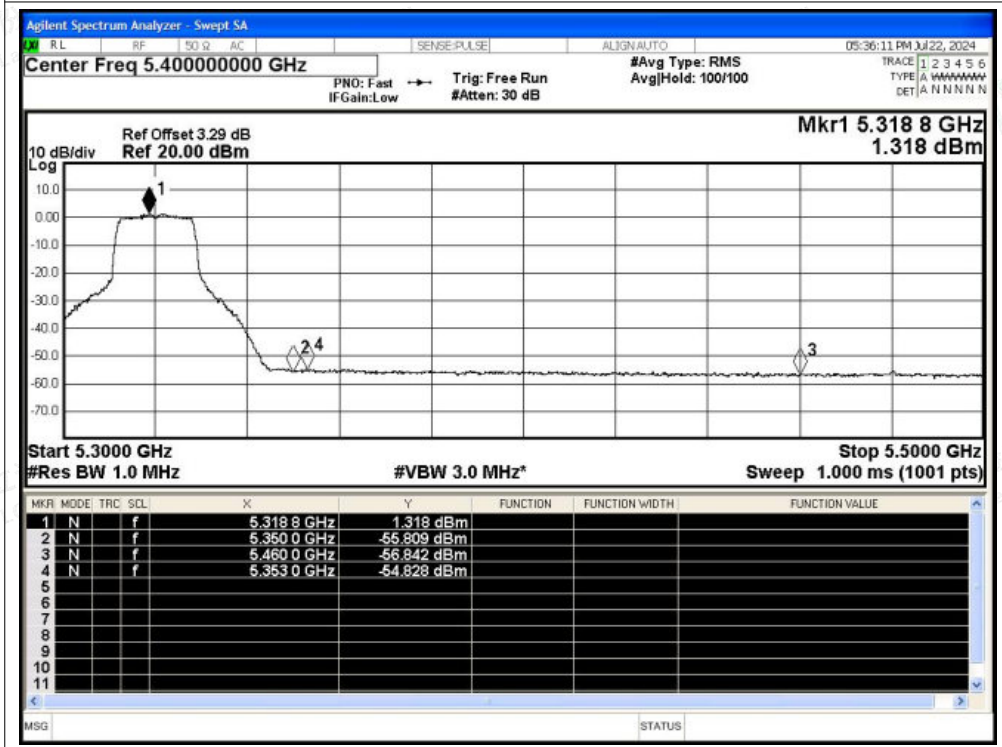 Agilent Spectrum Analyzer - Swept SA
RL RF 50 Ω AC SENSE:PULSE ALIGN AUTO 05:36:11 PM Jul 22, 2024
Center Freq 5.400000000 GHz
PNO: Fast
IFGain:Low
Trig: Free Run
#Atten: 30 dB
#Avg Type: RMS
Avg|Hold: 100/100
TRACE 1 2 3 4 5 6
TYPE A
DET A N N N N N
Mkr1 5.318 8 GHz
1.318 dBm
Ref Offset 3.29 dB
10 dB/div Ref 20.00 dBm
Log
10.0
0.00
-10.0
-20.0
-30.0
-40.0
-50.0
-60.0
-70.0
1
2 4
3
Start 5.3000 GHz Stop 5.5000 GHz
#Res BW 1.0 MHz #VBW 3.0 MHz* Sweep 1.000 ms (1001 pts)
MKR MODE TRC SCL X Y FUNCTION FUNCTION WIDTH FUNCTION VALUE
1 N f 5.318 8 GHz 1.318 dBm
2 N f 5.350 0 GHz -55.809 dBm
3 N f 5.460 0 GHz -56.842 dBm
4 N f 5.353 0 GHz -54.828 dBm
5
6
7
8
9
10
11
MSG STATUS